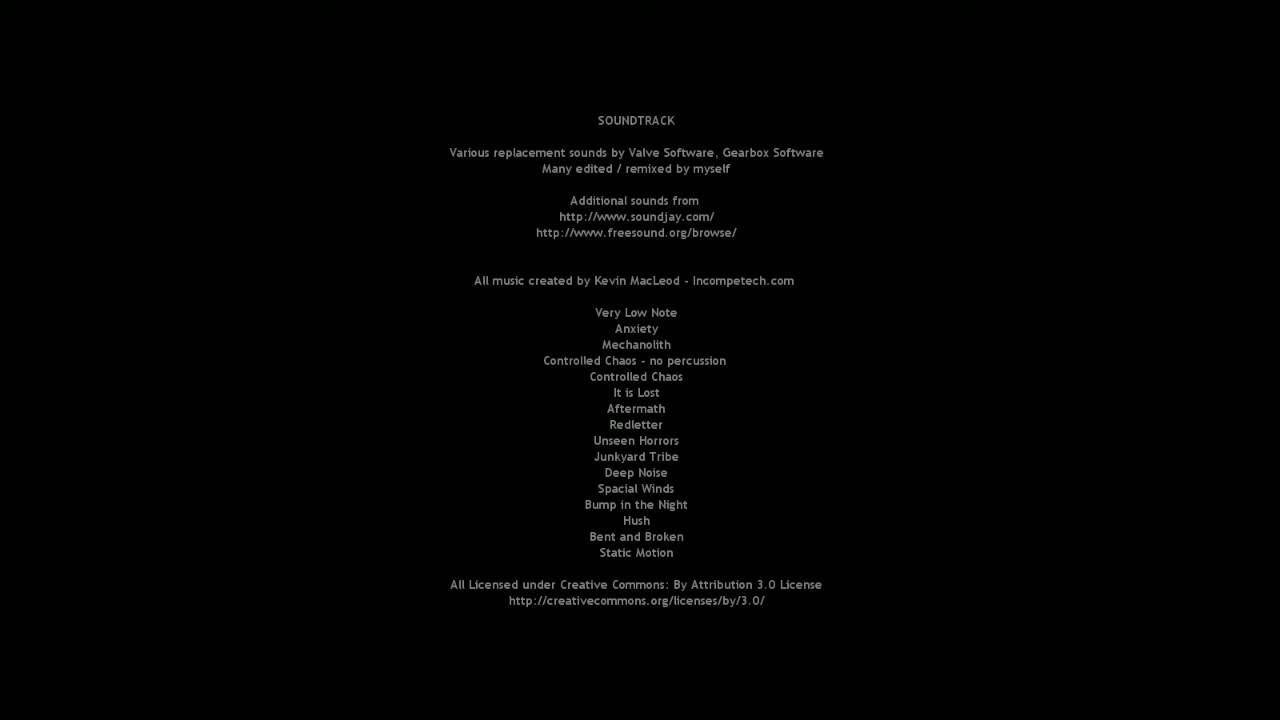 SOUNDTRACK
Various replacement sounds by Valve Software, Gearbox Software
Many edited / remixed by myself
Additional sounds from
http://www.soundjay.com/
http://www.freesound.org/browse/
All music created by Kevin MacLeod - Incompetech.com
Very Low Note
Anxiety
Mechanolith
Controlled Chaos - no percussion
Controlled Chaos
It is Lost
Aftermath
Redletter
Unseen Horrors
Junkyard Tribe
Deep Noise
Spacial Winds
Bump in the Night
Hush
Bent and Broken
Static Motion
All Licensed under Creative Commons: By Attribution 3.0 License
http://creativecommons.org/licenses/by/3.0/